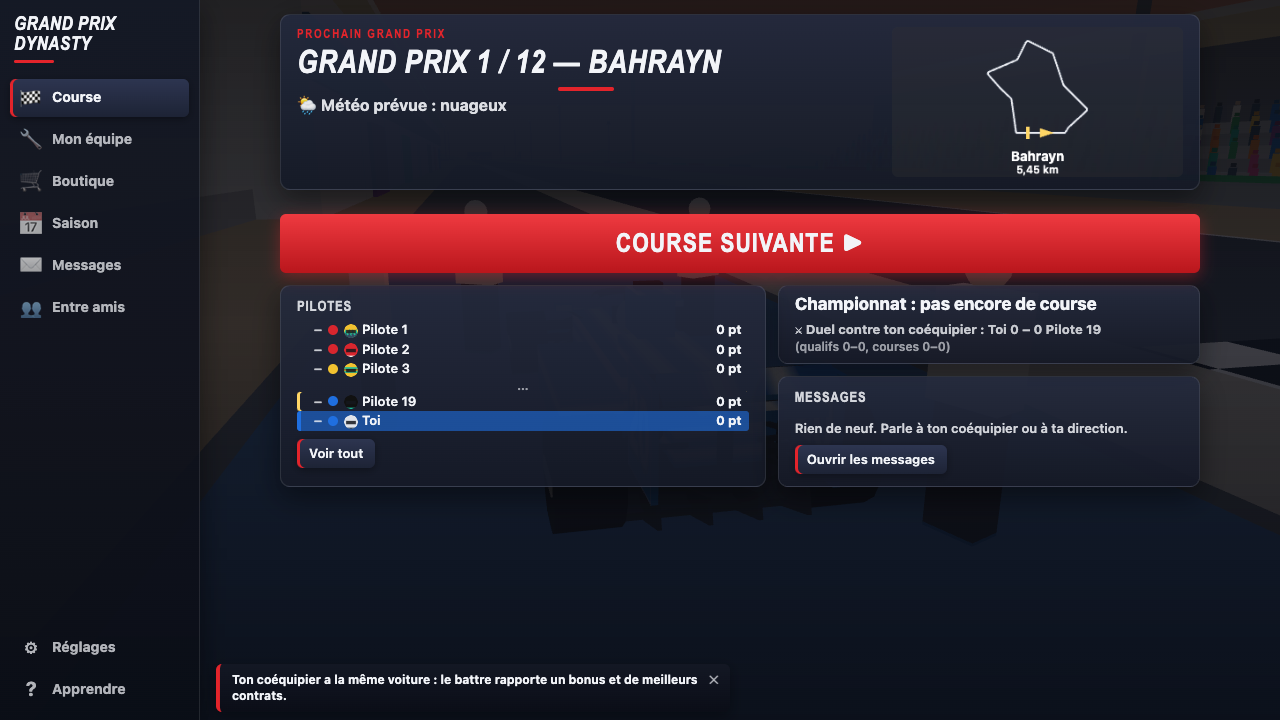 GRAND PRIX
DYNASTY
Course
Mon équipe
Boutique
17
Saison
Messages
Entre amis
Réglages
? Apprendre
PROCHAIN GRAND PRIX
GRAND PRIX 1 / 12 — BAHRAYN
Météo prévue : nuageux
Bahrayn
5,45 km
COURSE SUIVANTE
PILOTES
– Pilote 1 0 pt
– Pilote 2 0 pt
– Pilote 3 0 pt
...
– Pilote 19 0 pt
– Toi 0 pt
Voir tout
Championnat : pas encore de course
Duel contre ton coéquipier : Toi 0 – 0 Pilote 19
(qualifs 0–0, courses 0–0)
MESSAGES
Rien de neuf. Parle à ton coéquipier ou à ta direction.
Ouvrir les messages
Ton coéquipier a la même voiture : le battre rapporte un bonus et de meilleurs
contrats.